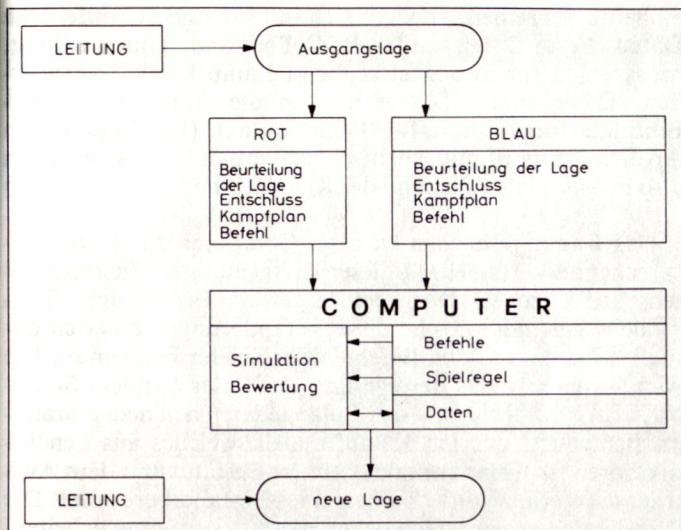 LEITUNG
Ausgangslage
ROT
Beurteilung
der Lage
Entschluss
Kampfplan
Befehl
BLAU
Beurteilung der Lage
Entschluss
Kampfplan
Befehl
COMPUTER
Simulation
Bewertung
Befehle
Spielregel
Daten
LEITUNG
neue Lage